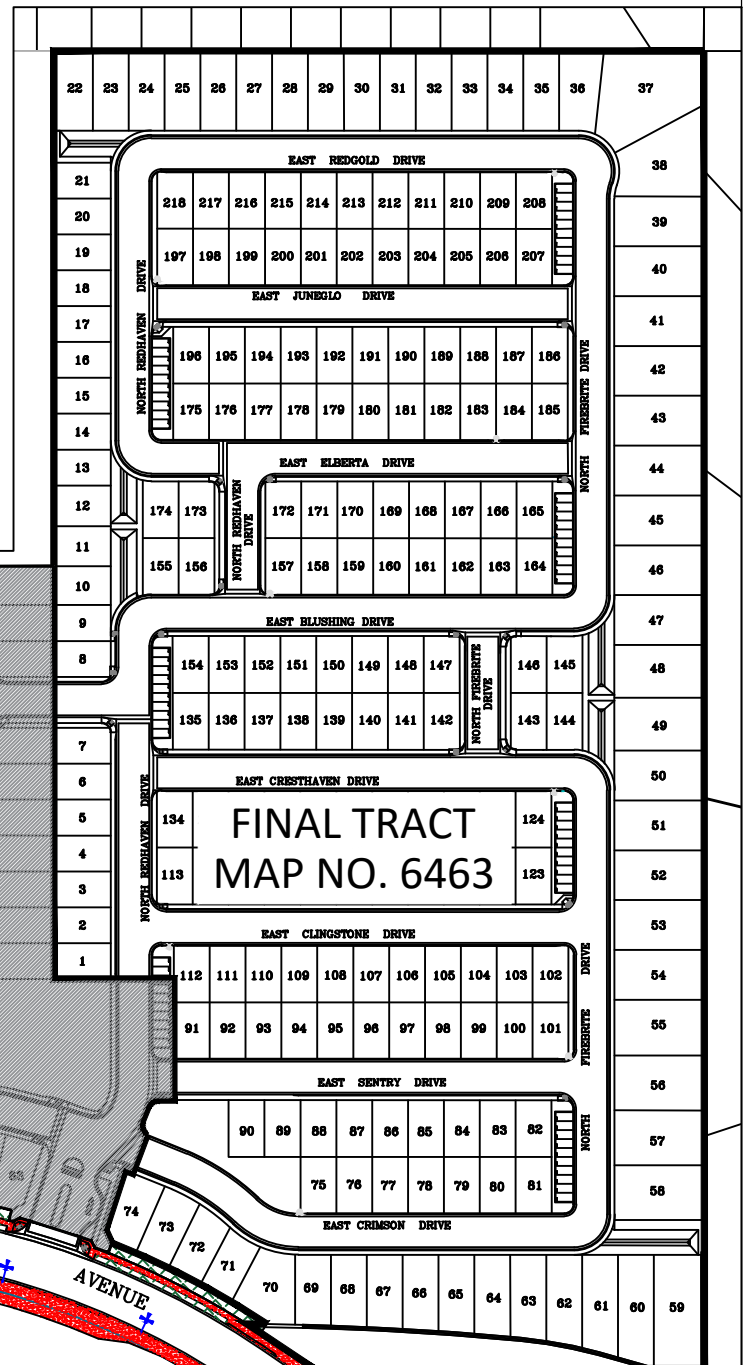 22 23 24 25 26 27 28 29 30 31 32 33 34 35 36 37
EAST REDGOLD DRIVE
38
21
20
19
18
17
16
15
14
13
12
11
10
9
8
7
6
5
4
3
2
1
NORTH REDHAVEN DRIVE
218 217 216 215 214 213 212 211 210 209 208
197 198 199 200 201 202 203 204 205 206 207
EAST JUNEGLO DRIVE
196 195 194 193 192 191 190 189 188 187 186
175 176 177 178 179 180 181 182 183 184 185
NORTH FIREBRITE DRIVE
EAST ELBERTA DRIVE
174 173
155 156
NORTH REDHAVEN
DRIVE
172 171 170 169 168 167 166 165
157 158 159 160 161 162 163 164
EAST BLUSHING DRIVE
154 153 152 151 150 149 148 147
135 136 137 138 139 140 141 142
NORTH FIREBRITE
DRIVE
146 145
143 144
EAST CRESTHAVEN DRIVE
NORTH REDHAVEN DRIVE
134
113
FINAL TRACT
MAP NO. 6463
124
123
EAST CLINGSTONE DRIVE
112 111 110 109 108 107 106 105 104 103 102
91 92 93 94 95 96 97 98 99 100 101
NORTH FIREBRITE DRIVE
EAST SENTRY DRIVE
90 89 88 87 86 85 84 83 82
75 76 77 78 79 80 81
EAST CRIMSON DRIVE
39
40
41
42
43
44
45
46
47
48
49
50
51
52
53
54
55
56
57
58
74 73 72 71 70 69 68 67 66 65 64 63 62 61 60 59
AVENUE